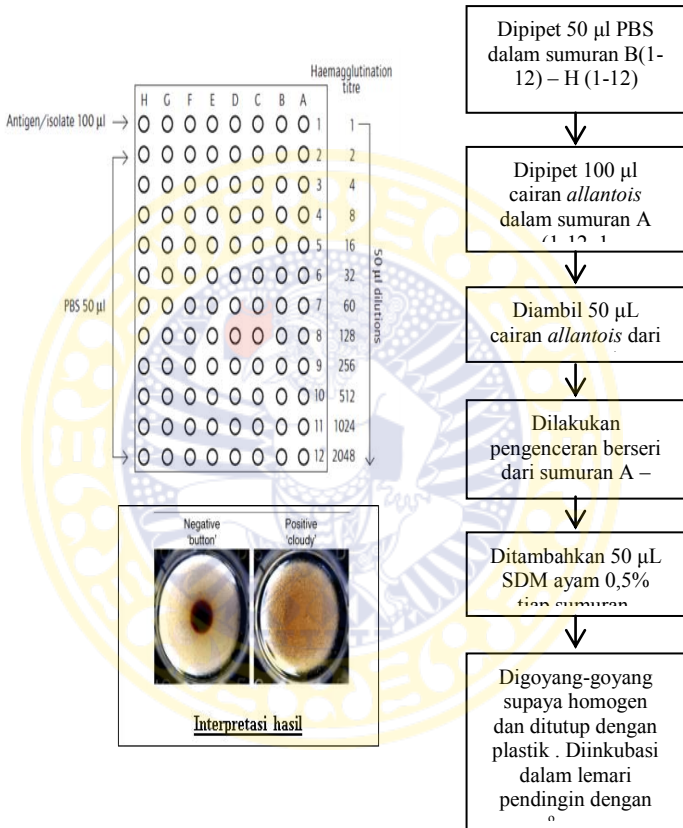 Haemagglutination
titre
H G F E D C B A
Antigen/isolate 100 µl
1 1
2 2
3 4
4 8
5 16
6 32
7 60
8 128
9 256
10 512
11 1024
12 2048
PBS 50 µl
50 µl dilutions
Negative
'button'
Positive
'cloudy'
Interpretasi hasil
Dipipet 50 µl PBS
dalam sumuran B(1-
12) – H (1-12)
Dipipet 100 µl
cairan allantois
dalam sumuran A
(1-12
Diambil 50 µL
cairan allantois dari
Dilakukan
pengenceran berseri
dari sumuran A –
Ditambahkan 50 µL
SDM ayam 0,5%
tiap sumuran
Digoyang-goyang
supaya homogen
dan ditutup dengan
plastik . Diinkubasi
dalam lemari
pendingin dengan